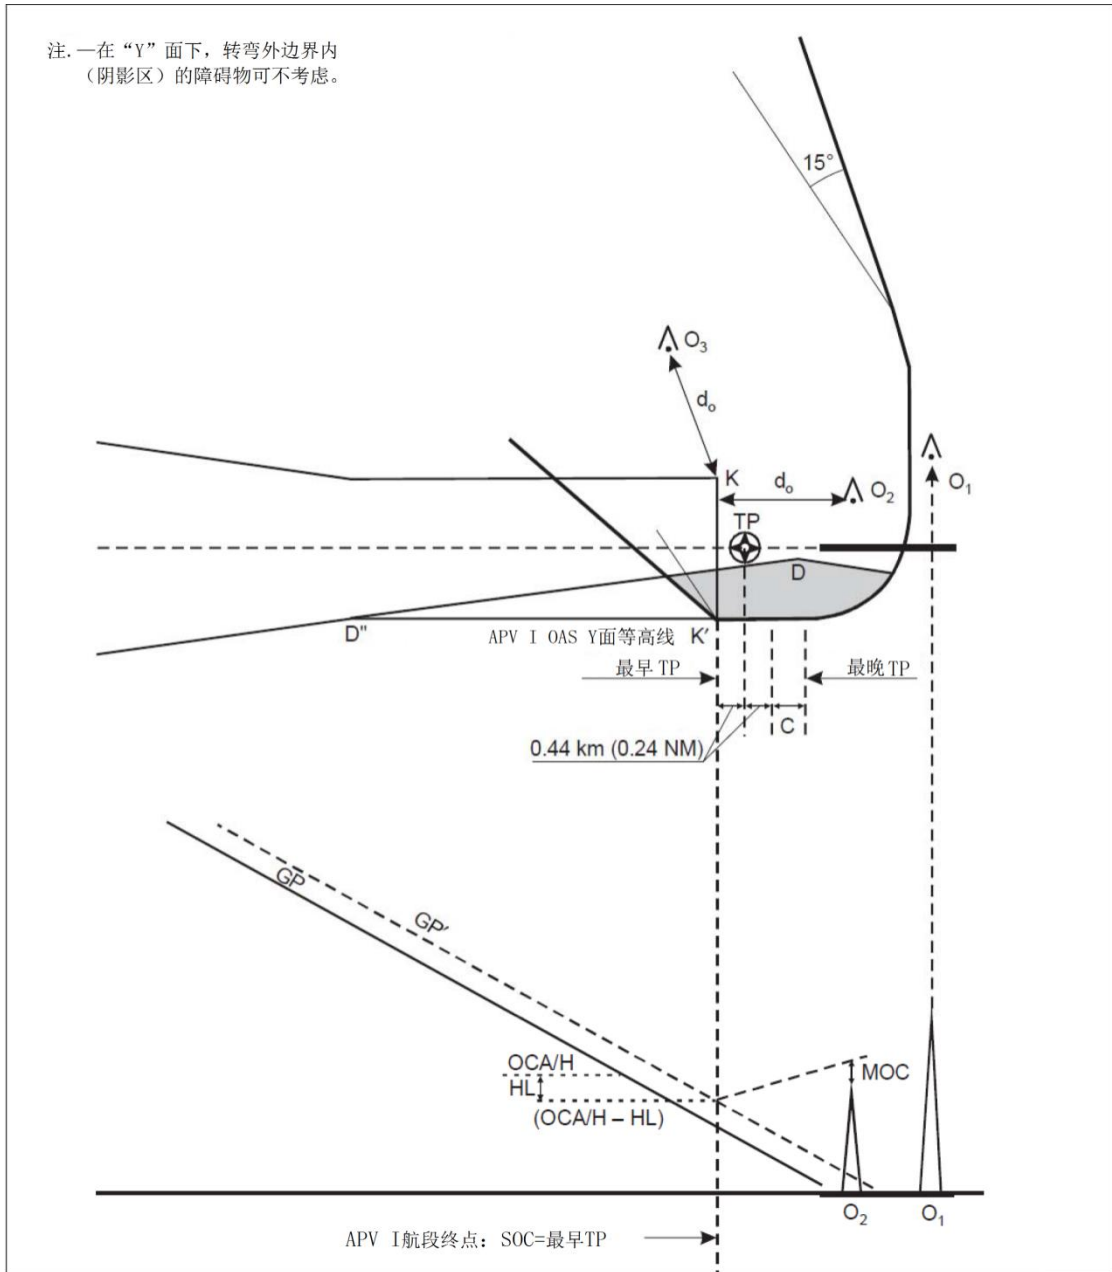 注.—在“Y”面下，转弯外边界内
（阴影区）的障碍物可不考虑。
15°
O₃
dₒ
K
dₒ
O₂
O₁
TP
D
D"
APV I OAS Y面等高线
K′
最早 TP
最晚 TP
C
0.44 km (0.24 NM)
GP
GP′
OCA/H
HL
(OCA/H – HL)
MOC
O₂
O₁
APV I航段终点：SOC=最早TP